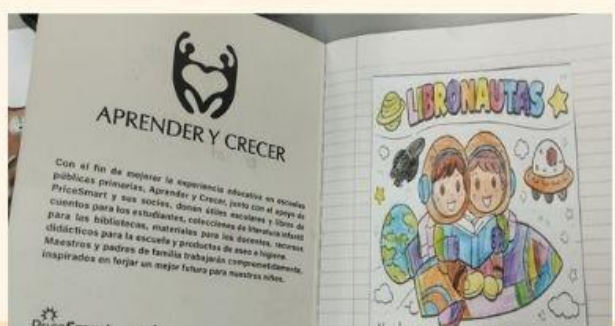 APRENDER Y CRECER
Con el fin de mejorar la experiencia educativa en escuelas
públicas primarias, Aprender y Crecer, junto con el apoyo de
PriceSmart y sus socios, donan útiles escolares y libros de
cuentos para los estudiantes, colecciones de literatura infantil
para las bibliotecas, materiales para los docentes, recursos
didácticos para la escuela y productos de aseo e higiene.
Maestros y padres de familia trabajarán comprometidamente,
inspirados en forjar un mejor futuro para nuestros niños.
LIBRONAUTAS